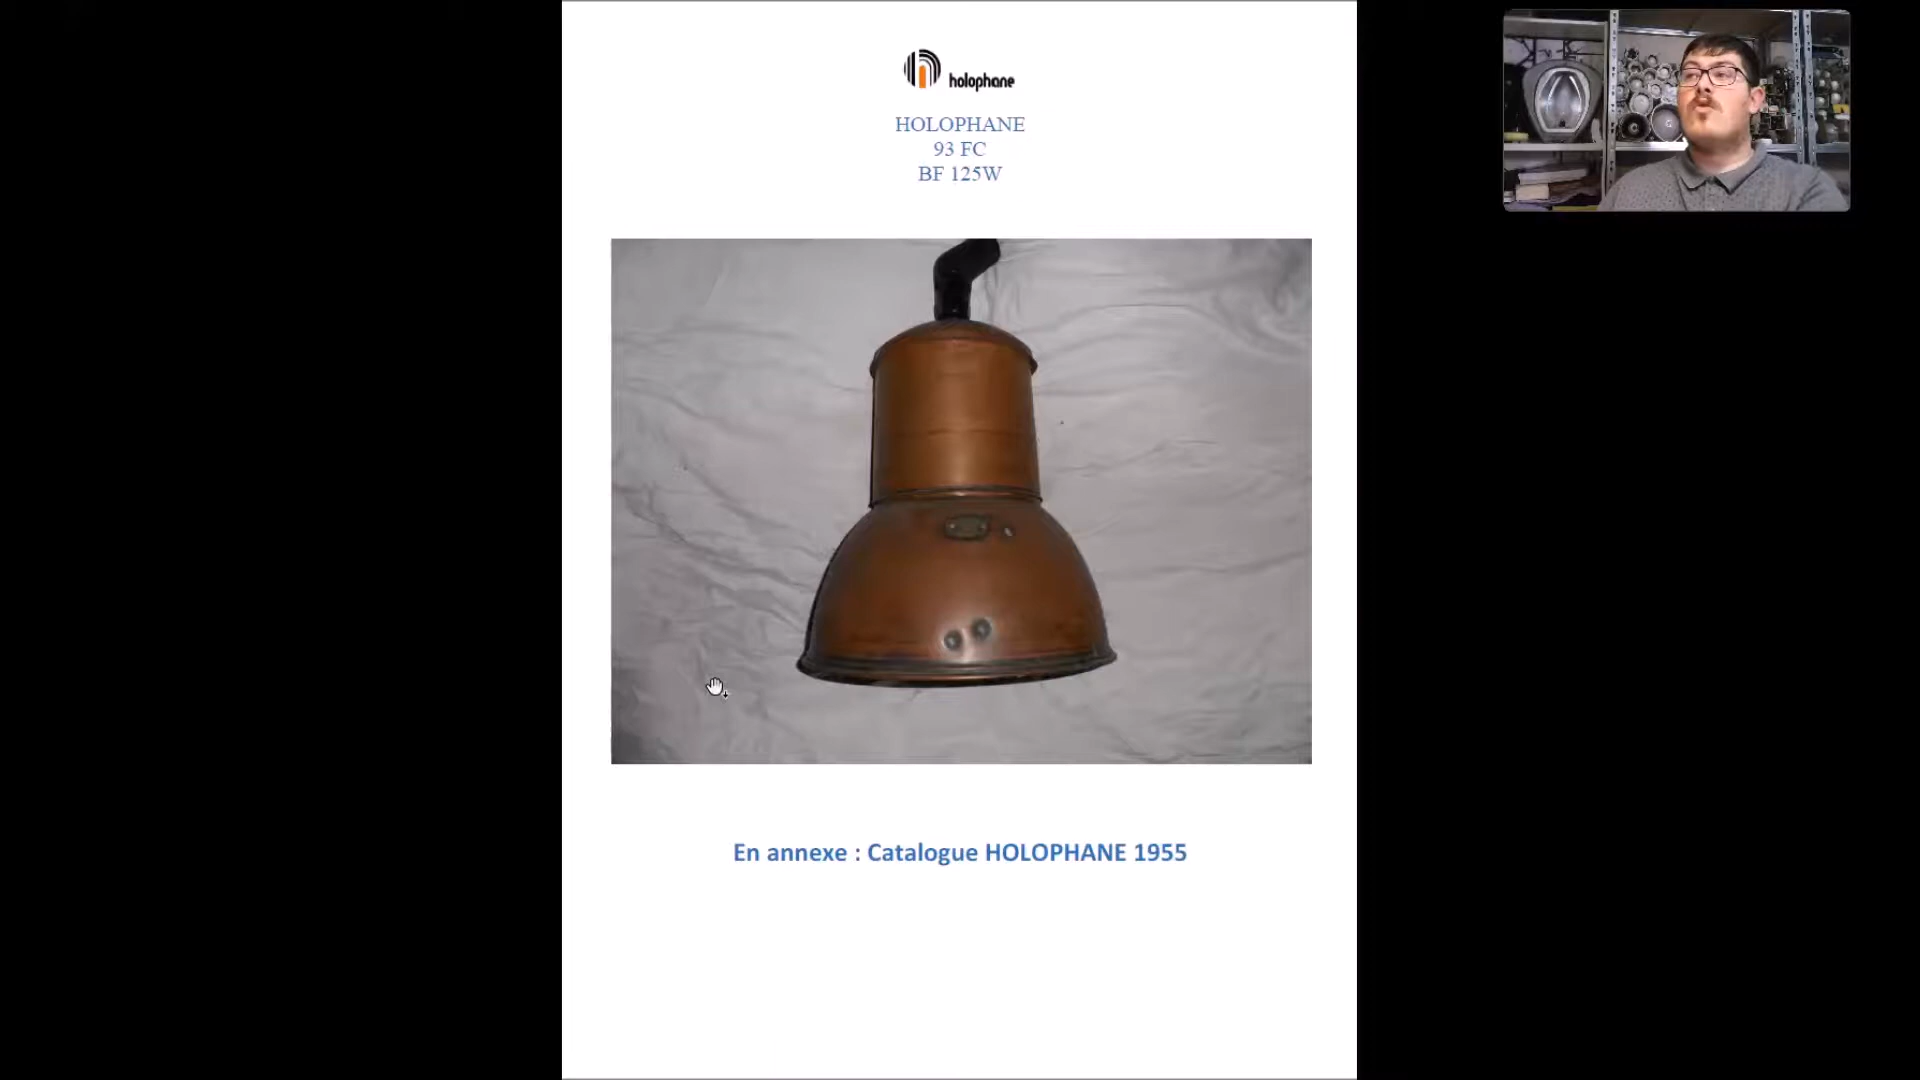 holophane
HOLOPHANE
93 FC
BF 125W
En annexe : Catalogue HOLOPHANE 1955